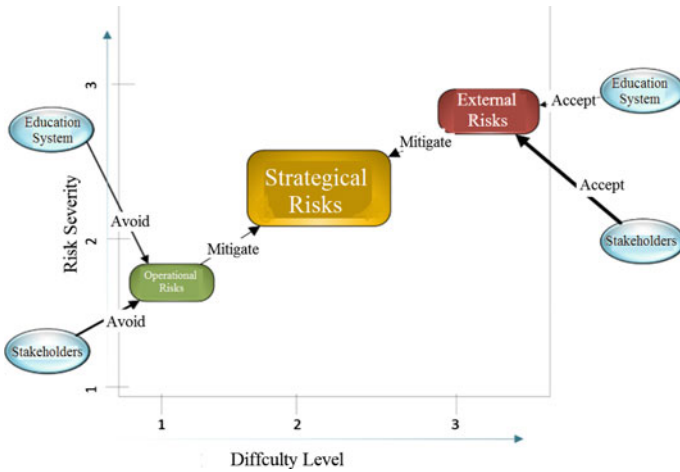 3
External
Risks
Accept
Education
System
Education
System
Mitigate
Strategical
Risks
Accept
Risk Severity
Avoid
2
Mitigate
Stakeholders
Operational
Risks
Avoid
Stakeholders
1
1
2
3
Diffculty Level